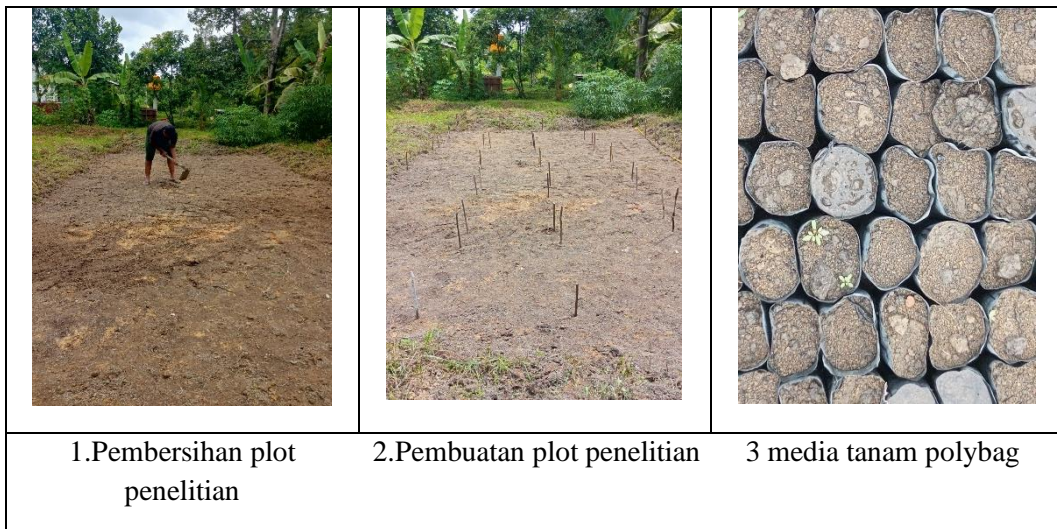 1.Pembersihan plot
penelitian
2.Pembuatan plot penelitian
3 media tanam polybag